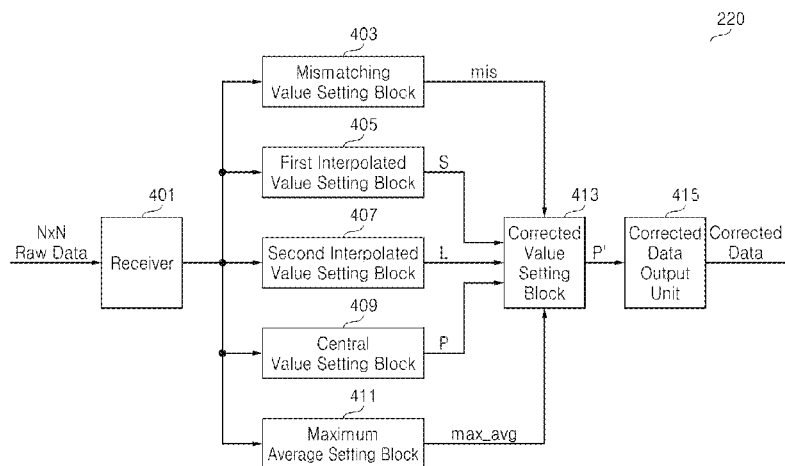 220
403
Mismatching
Value Setting Block
mis
405
First Interpolated
Value Setting Block
S
401
NxN
Raw Data
Receiver
407
Second Interpolated
Value Setting Block
L
413
Corrected
Value
Setting
Block
P'
415
Corrected
Data
Output
Unit
Corrected
Data
409
Central
Value Setting Block
P
411
Maximum
Average Setting Block
max_avg